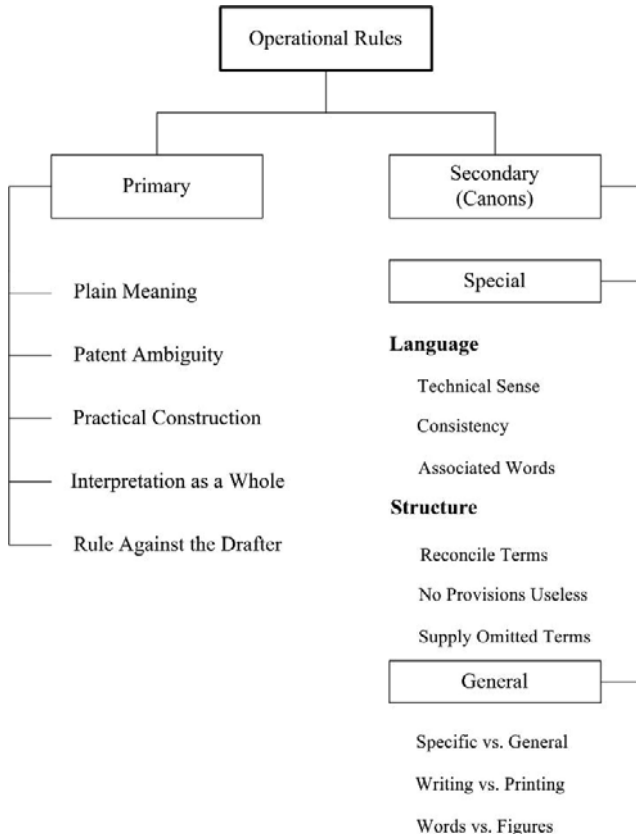 Operational Rules
Primary
Plain Meaning
Patent Ambiguity
Practical Construction
Interpretation as a Whole
Rule Against the Drafter
Secondary
(Canons)
Special
Language
Technical Sense
Consistency
Associated Words
Structure
Reconcile Terms
No Provisions Useless
Supply Omitted Terms
General
Specific vs. General
Writing vs. Printing
Words vs. Figures